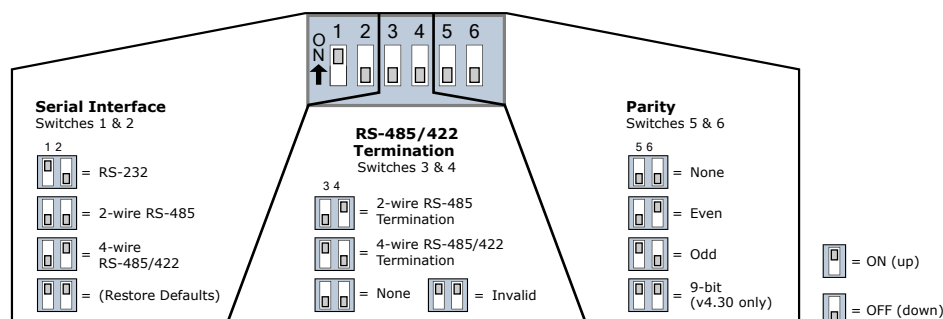 ON
1 2 3 4 5 6
Serial Interface
Switches 1 & 2
1 2
= RS-232
= 2-wire RS-485
= 4-wire
RS-485/422
= (Restore Defaults)
RS-485/422
Termination
Switches 3 & 4
3 4
= 2-wire RS-485
Termination
= 4-wire RS-485/422
Termination
= None
= Invalid
Parity
Switches 5 & 6
5 6
= None
= Even
= Odd
= 9-bit
(v4.30 only)
= ON (up)
= OFF (down)